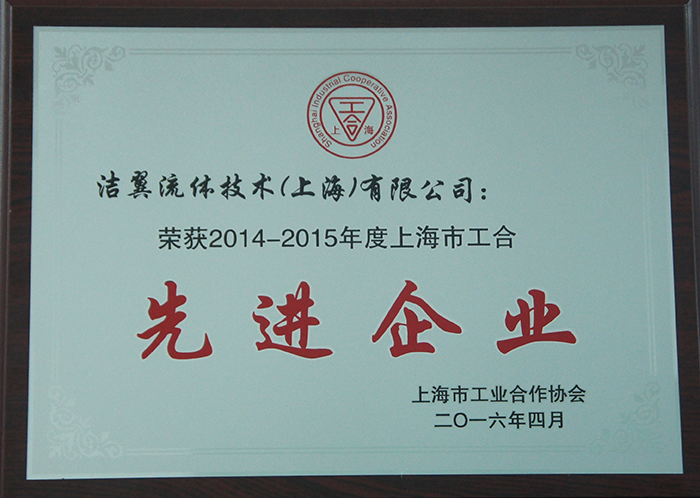 Shanghai Industrial Cooperative Association
工
合
上 海
洁翼流体技术(上海)有限公司:
荣获2014-2015年度上海市工合
先进企业
上海市工业合作协会
二〇一六年四月